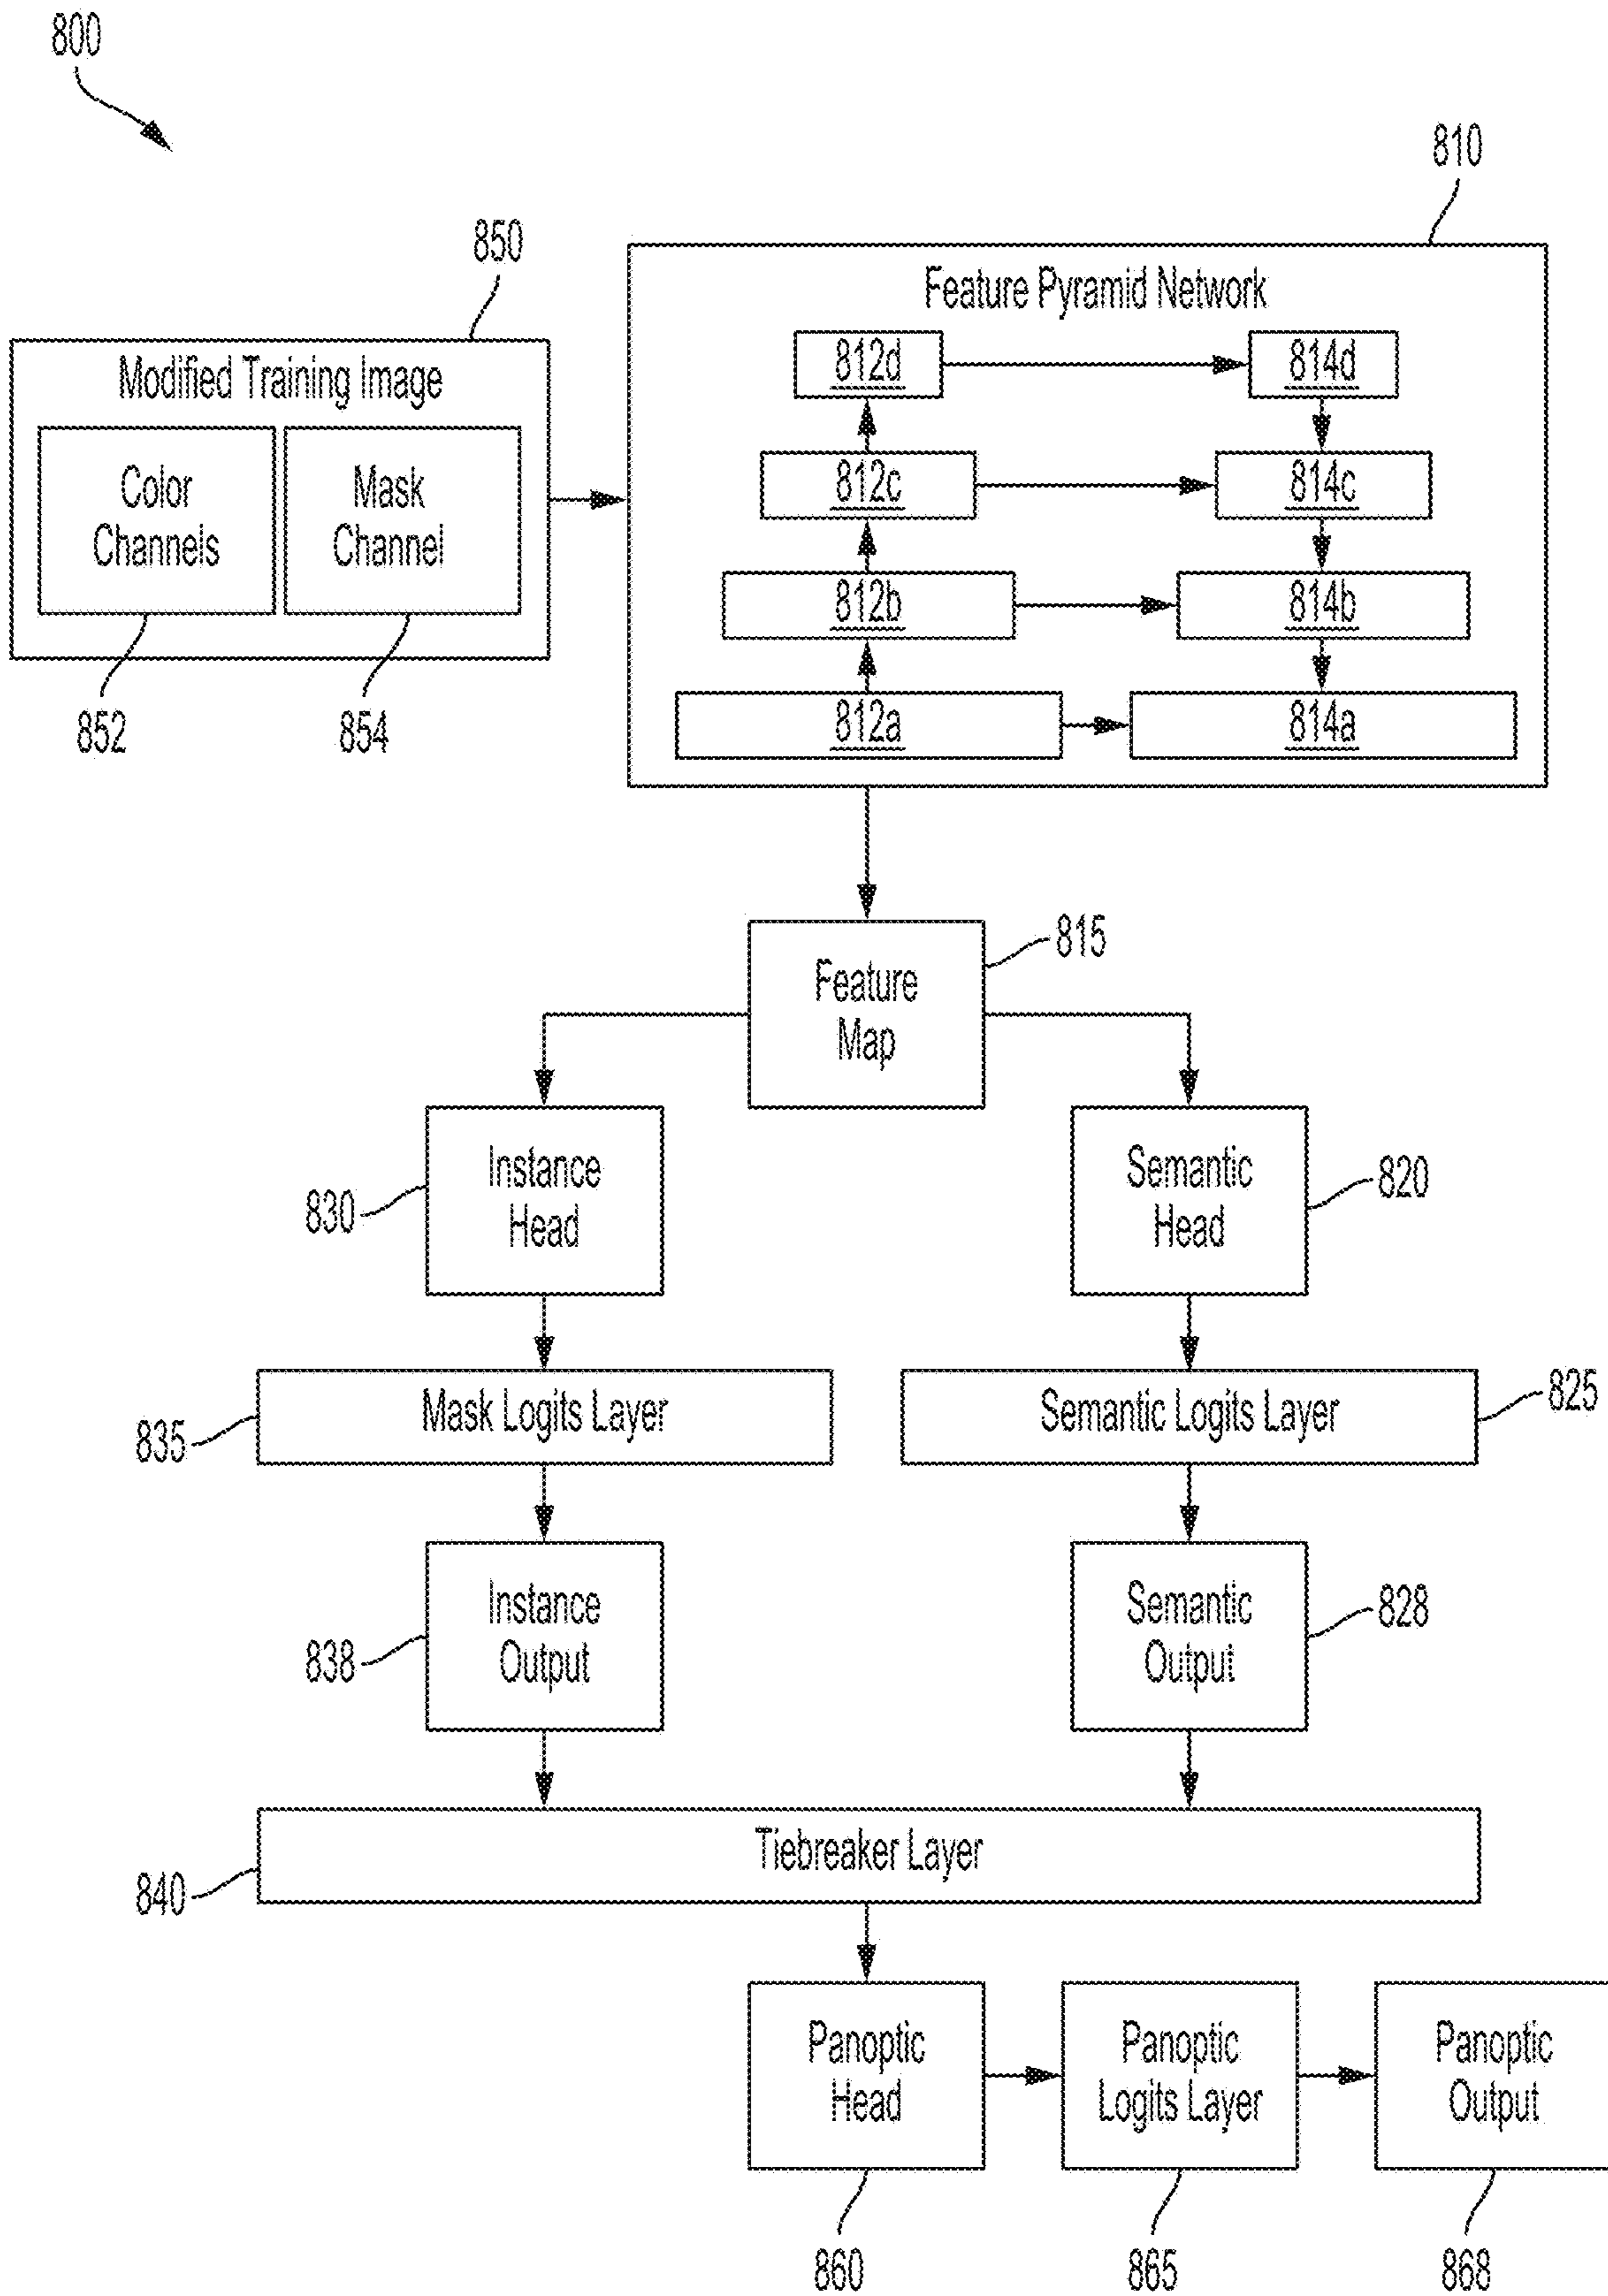 800
810
850
Feature Pyramid Network
Modified Training Image
812d
814d
Color
Channels
Mask
Channel
812c
814c
812b
814b
852
854
812a
814a
815
Feature
Map
830
Instance
Head
Semantic
Head
820
835
Mask Logits Layer
Semantic Logits Layer
825
838
Instance
Output
Semantic
Output
828
Tiebreaker Layer
840
Panoptic
Head
Panoptic
Logits Layer
Panoptic
Output
860
865
868